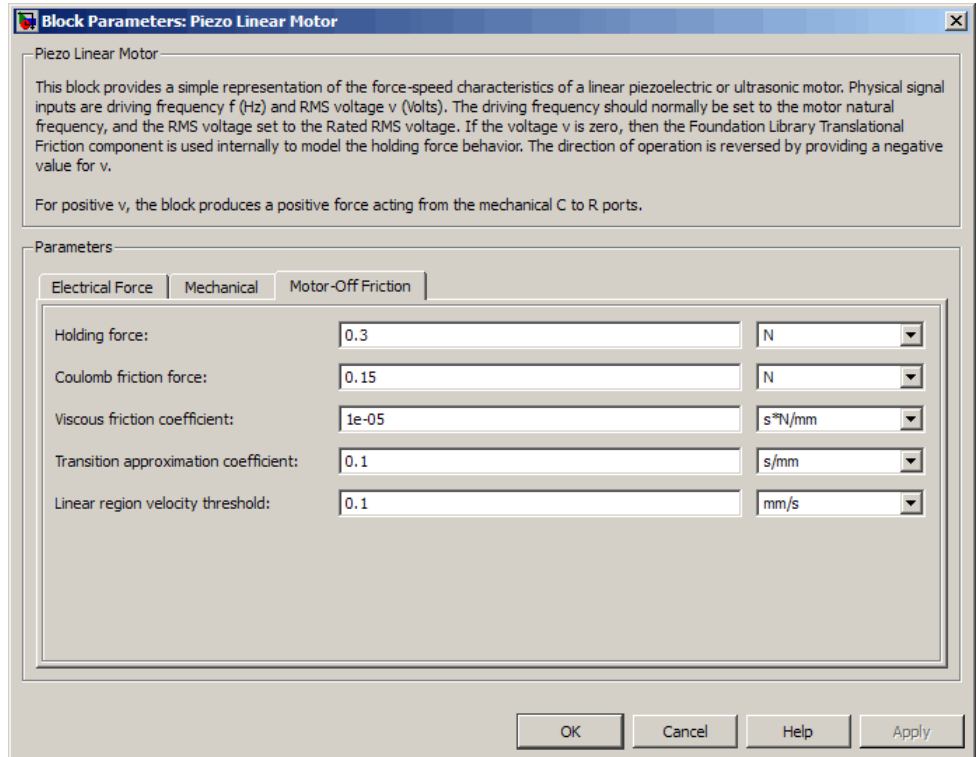 Block Parameters: Piezo Linear Motor
Piezo Linear Motor
This block provides a simple representation of the force-speed characteristics of a linear piezoelectric or ultrasonic motor. Physical signal
inputs are driving frequency f (Hz) and RMS voltage v (Volts). The driving frequency should normally be set to the motor natural
frequency, and the RMS voltage set to the Rated RMS voltage. If the voltage v is zero, then the Foundation Library Translational
Friction component is used internally to model the holding force behavior. The direction of operation is reversed by providing a negative
value for v.
For positive v, the block produces a positive force acting from the mechanical C to R ports.
Parameters
Electrical Force Mechanical Motor-Off Friction
Holding force: 0.3 N
Coulomb friction force: 0.15 N
Viscous friction coefficient: 1e-05 s*N/mm
Transition approximation coefficient: 0.1 s/mm
Linear region velocity threshold: 0.1 mm/s
OK Cancel Help Apply